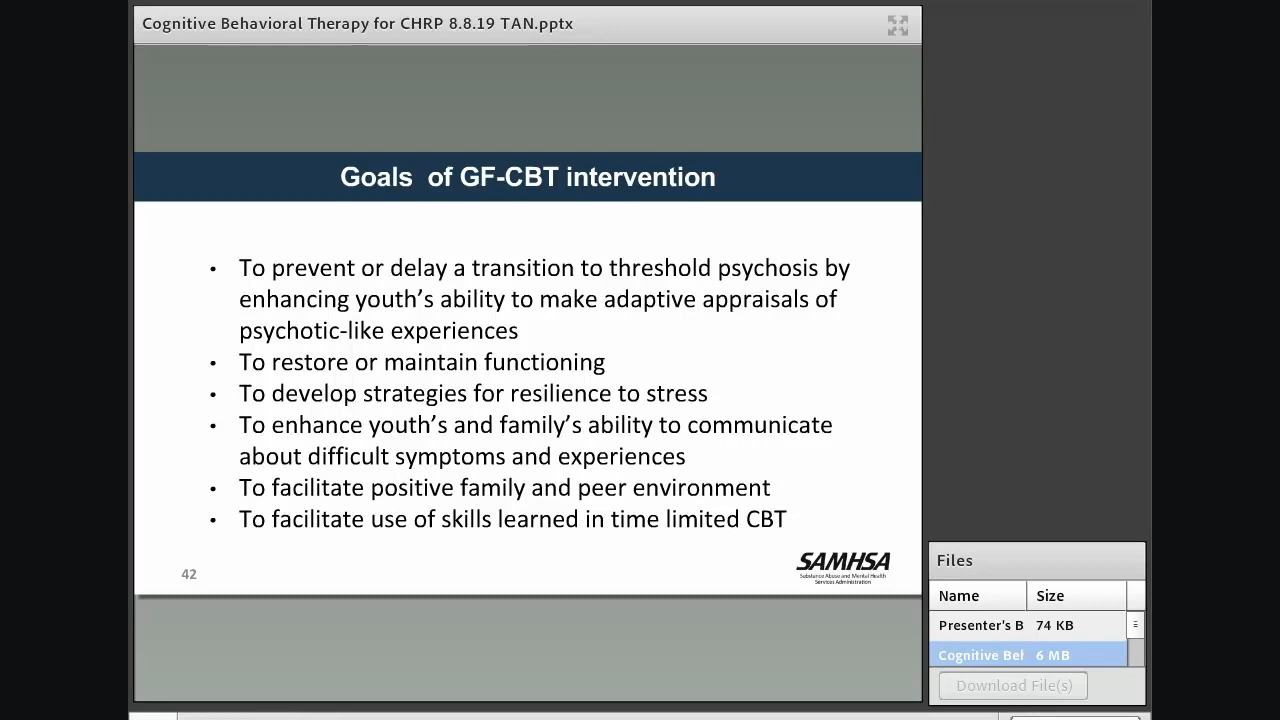 Cognitive Behavioral Therapy for CHRP 8.8.19 TAN.pptx
Goals of GF-CBT intervention
• To prevent or delay a transition to threshold psychosis by
enhancing youth’s ability to make adaptive appraisals of
psychotic-like experiences
• To restore or maintain functioning
• To develop strategies for resilience to stress
• To enhance youth’s and family’s ability to communicate
about difficult symptoms and experiences
• To facilitate positive family and peer environment
• To facilitate use of skills learned in time limited CBT
42
SAMHSA
Substance Abuse and Mental Health
Services Administration
Files
Name Size
Presenter's B 74 KB
Cognitive Beh 6 MB
Download File(s)